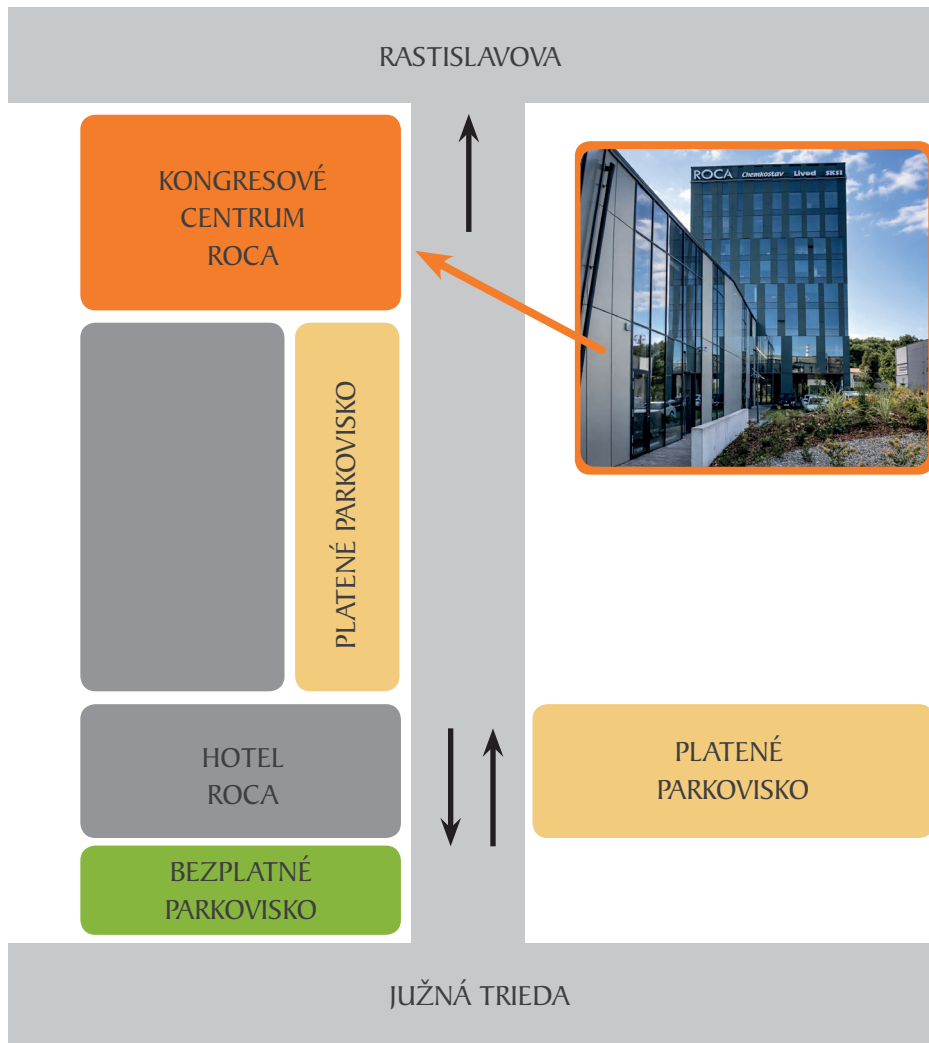 RASTISLAVOVA
KONGRESOVÉ
CENTRUM
ROCA
ROCA Chemkostav Lived SKSI
PLATENÉ PARKOVISKO
HOTEL
ROCA
PLATENÉ
PARKOVISKO
BEZPLATNÉ
PARKOVISKO
JUŽNÁ TRIEDA